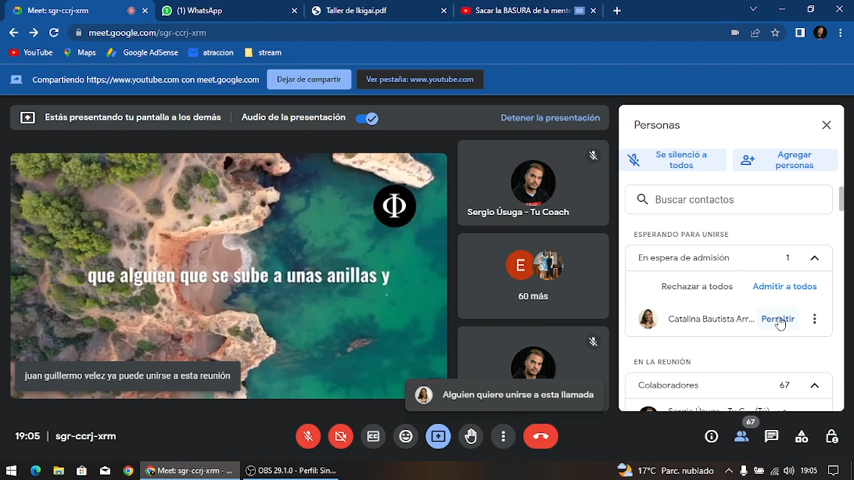 Meet: sgr-ccrj-xrm
(1) WhatsApp
Taller de Ikigai.pdf
Sacar la BASURA de la ment
meet.google.com/sgr-ccrj-xrm
YouTube
Maps
Google AdSense
atraccion
stream
Compartiendo https://www.youtube.com con meet.google.com
Dejar de compartir
Ver pestaña: www.youtube.com
Estás presentando tu pantalla a los demás
Audio de la presentación
Detener la presentación
Personas
Se silenció a
todos
Agregar
personas
Buscar contactos
ESPERANDO PARA UNIRSE
En espera de admisión
1
Rechazar a todos
Admitir a todos
Catalina Bautista Arr...
Permitir
EN LA REUNIÓN
Colaboradores
67
Sergio Úsuga - Tu Coach
E
60 más
que alguien que se sube a unas anillas y
juan guillermo velez ya puede unirse a esta reunión
Alguien quiere unirse a esta llamada
67
19:05
sgr-ccrj-xrm
Meet: sgr-ccrj-xrm - ...
OBS 29.1.0 - Perfil: Sin...
17°C Parc. nublado
19:05